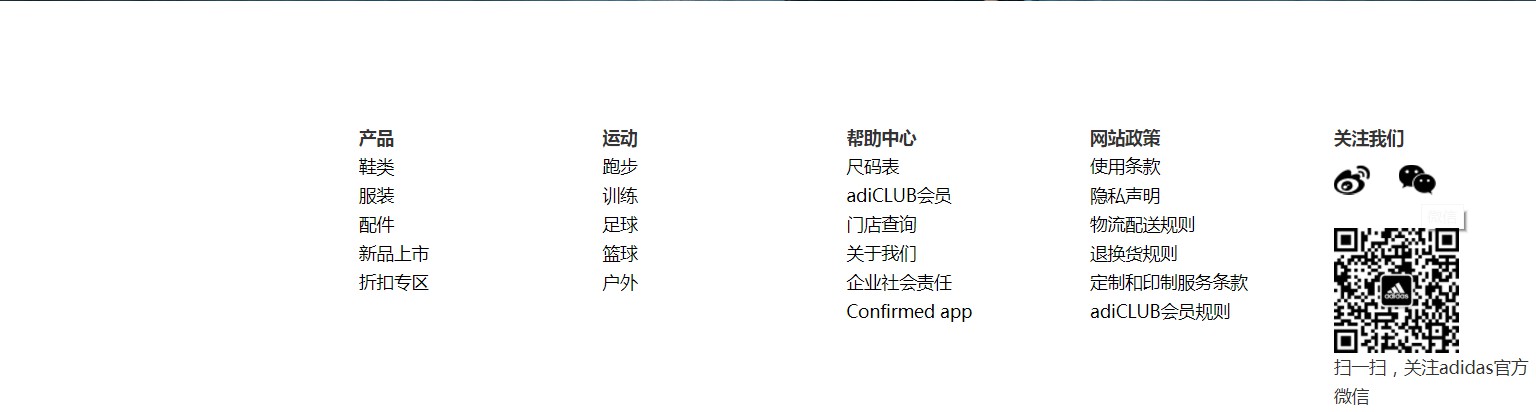 产品
鞋类
服装
配件
新品上市
折扣专区
运动
跑步
训练
足球
篮球
户外
帮助中心
尺码表
adiCLUB会员
门店查询
关于我们
企业社会责任
Confirmed app
网站政策
使用条款
隐私声明
物流配送规则
退换货规则
定制和印制服务条款
adiCLUB会员规则
关注我们
微信
adidas
扫一扫，关注adidas官方
微信